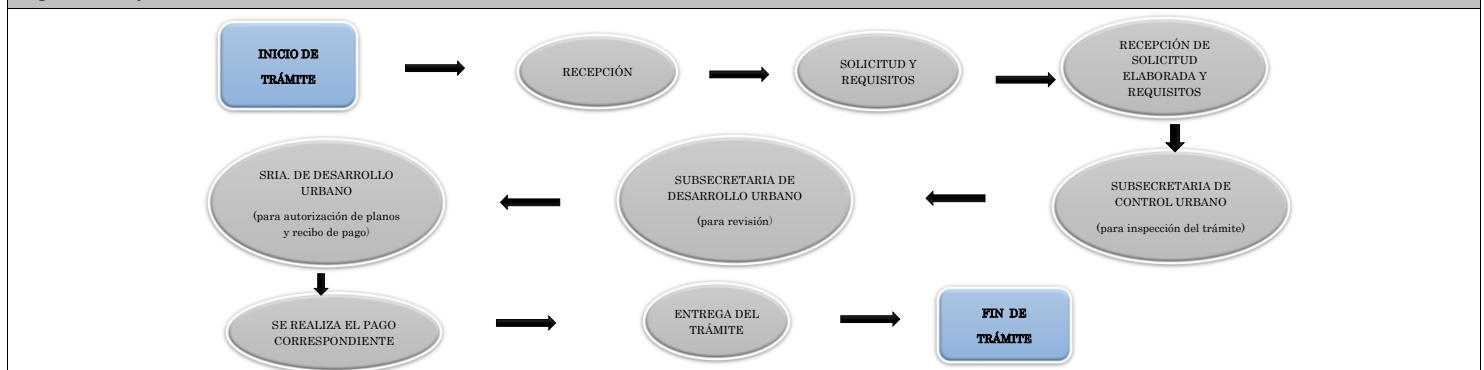 INICIO DE
TRÁMITE
RECEPCIÓN
SOLICITUD Y
REQUISITOS
RECEPCIÓN DE
SOLICITUD
ELABORADA Y
REQUISITOS
SUBSECRETARIA DE
CONTROL URBANO
(para inspección del trámite)
SUBSECRETARIA DE
DESARROLLO URBANO
(para revisión)
SRIA. DE DESARROLLO
URBANO
(para autorización de planos
y recibo de pago)
SE REALIZA EL PAGO
CORRESPONDIENTE
ENTREGA DEL
TRÁMITE
FIN DE
TRÁMITE